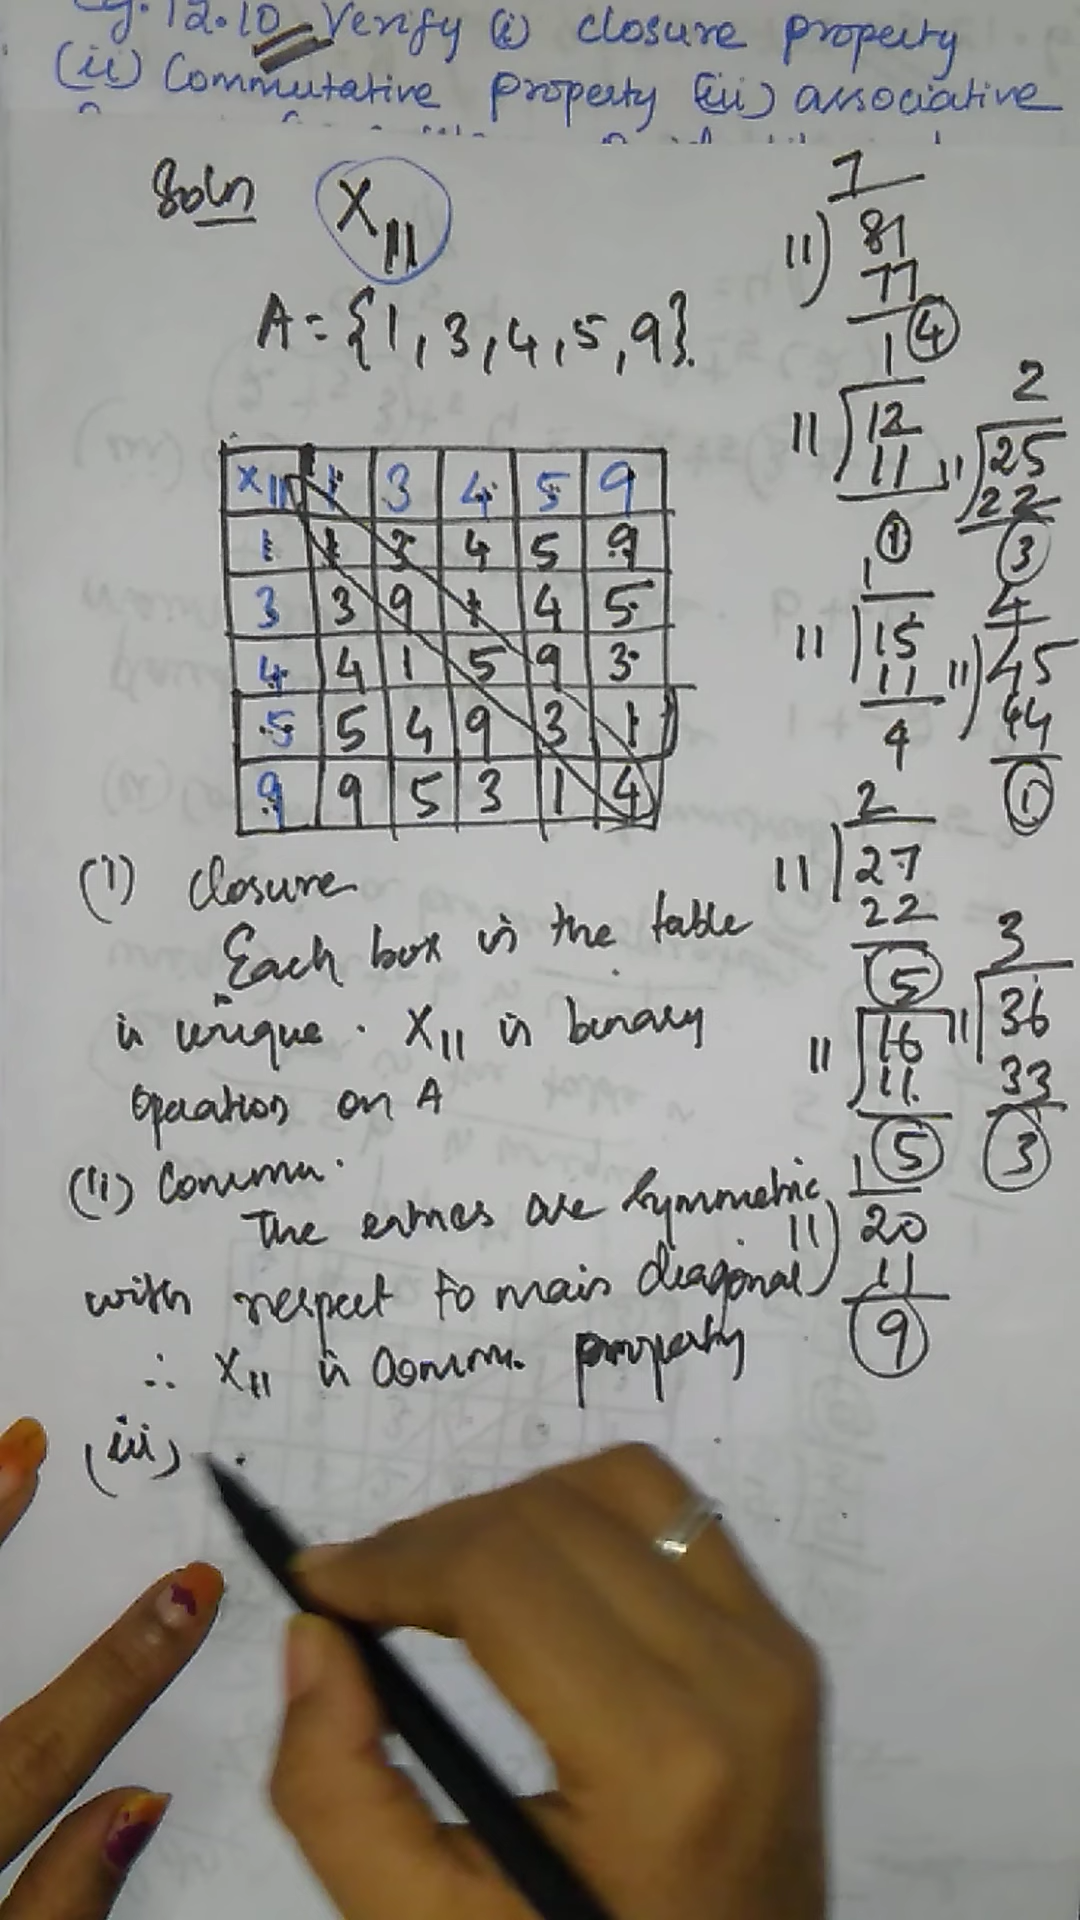 g. 12.10 Verify (i) closure property
(ii) Commutative property (iii) associative
Soln X11
A = {1, 3, 4, 5, 9}.
X11 1 3 4 5 9
1 1 3 4 5 9
3 3 9 1 4 5
4 4 1 5 9 3
5 5 4 9 3 1
9 9 5 3 1 4
(i) closure
Each box in the table
is unique. X11 is binary
on A
(ii) Comm.
The entries are symmetric
with respect to main diagonal
∴ X11 is Comm. property
(iii)
7
11) 81
77
4
1
11) 12
11
1
1
11) 15
11
4
2
11) 27
22
5
11) 16
11
5
1
11) 20
11
9
2
11) 25
22
3
4
11) 45
44
1
3
11) 36
33
3